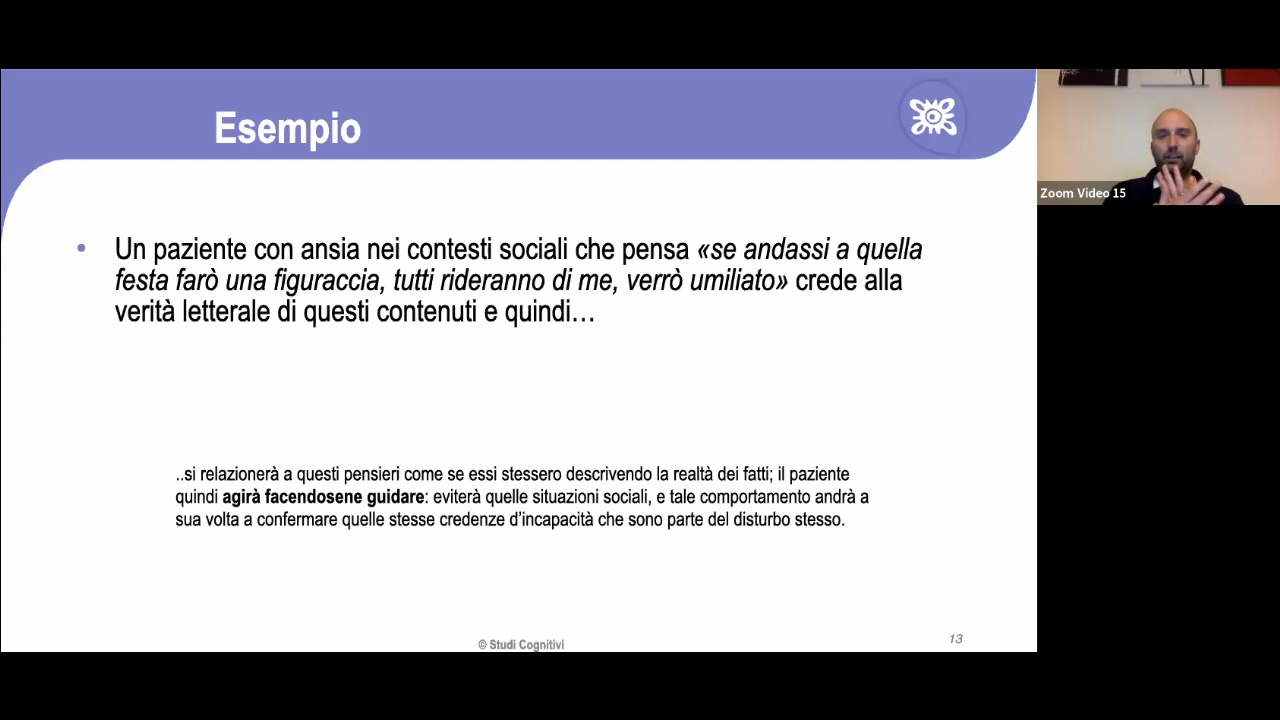 Esempio
Zoom Video 15
• Un paziente con ansia nei contesti sociali che pensa «se andassi a quella
festa farò una figuraccia, tutti rideranno di me, verrò umiliato» crede alla
verità letterale di questi contenuti e quindi…
..si relazionerà a questi pensieri come se essi stessero descrivendo la realtà dei fatti; il paziente
quindi agirà facendosene guidare: eviterà quelle situazioni sociali, e tale comportamento andrà a
sua volta a confermare quelle stesse credenze d’incapacità che sono parte del disturbo stesso.
© Studi Cognitivi
13